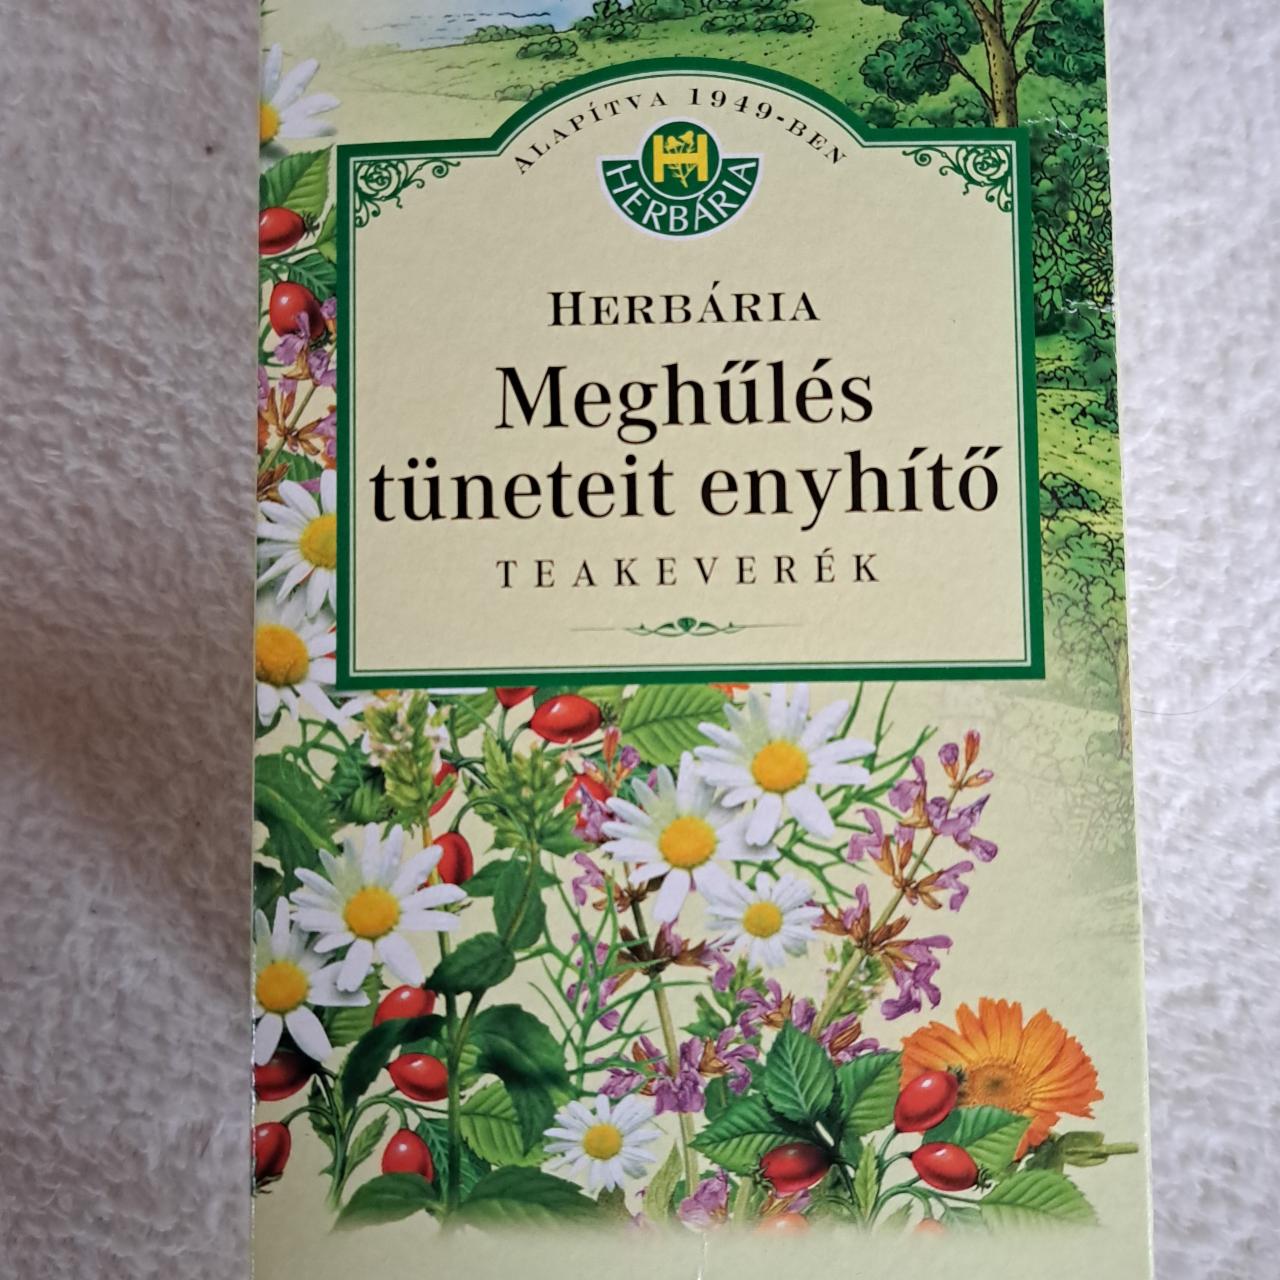 ALAPÍTVA 1949-BEN
H
HERBÁRIA
HERBÁRIA
Meghűlés
tüneteit enyhítő
TEAKEVERÉK